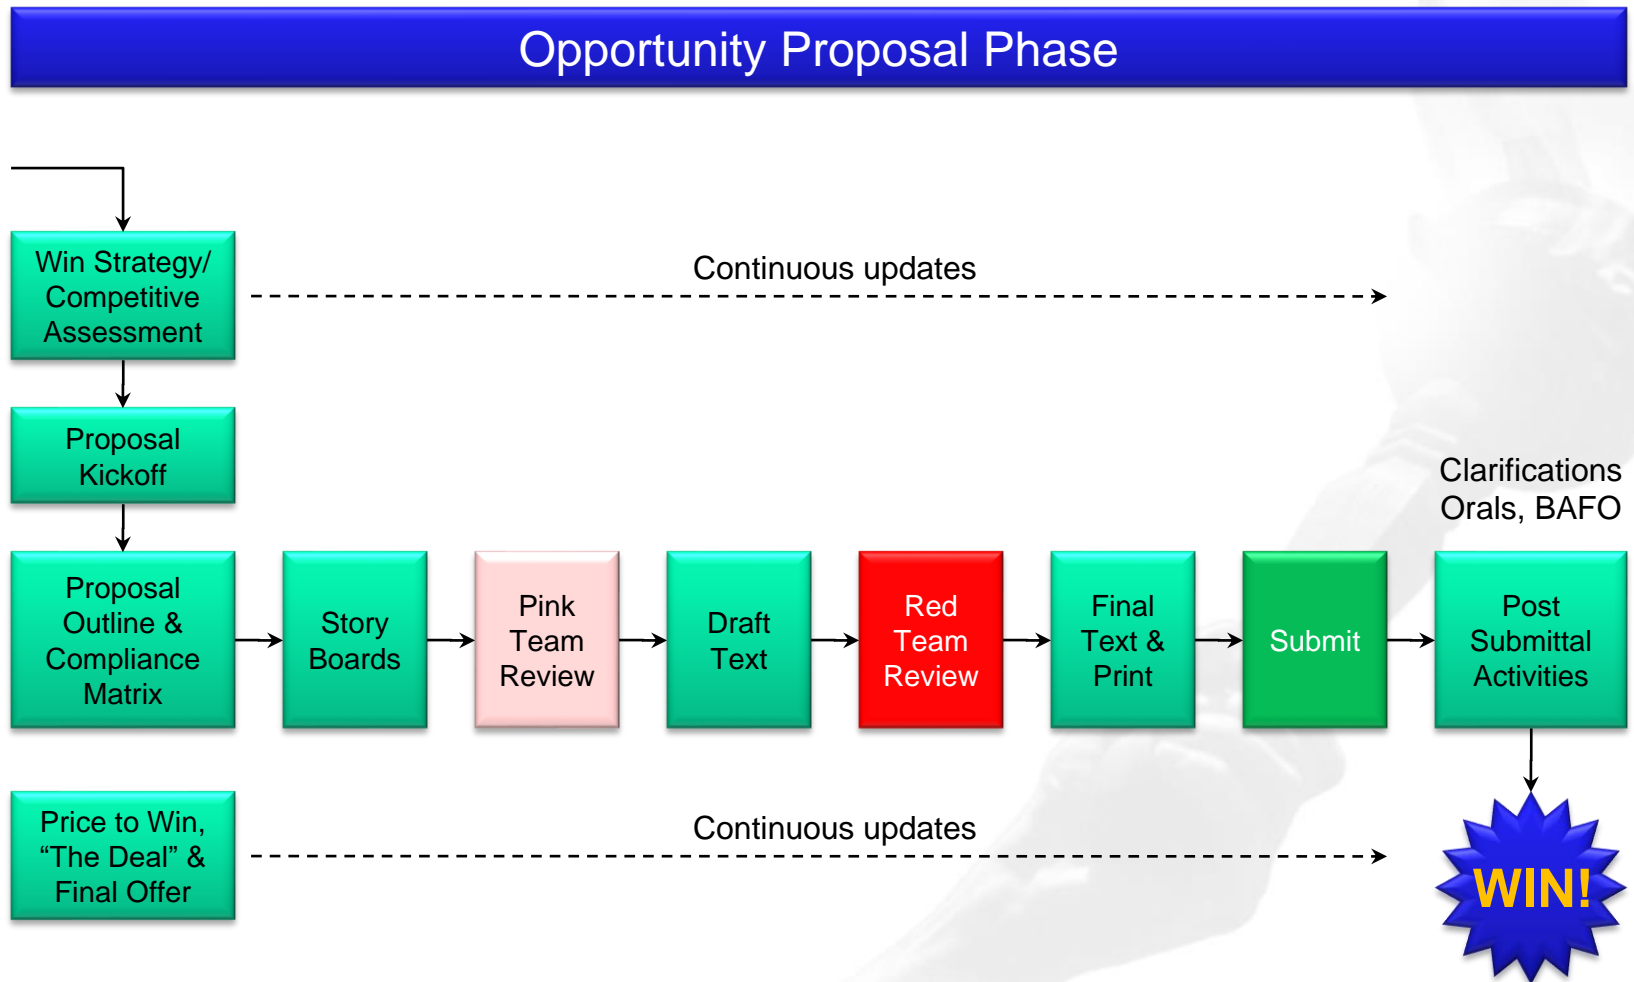 Opportunity Proposal Phase
Win Strategy/
Competitive
Assessment
Continuous updates
Proposal
Kickoff
Clarifications
Orals, BAFO
Proposal
Outline &
Compliance
Matrix
Story
Boards
Pink
Team
Review
Draft
Text
Red
Team
Review
Final
Text &
Print
Submit
Post
Submittal
Activities
Price to Win,
“The Deal” &
Final Offer
Continuous updates
WIN!